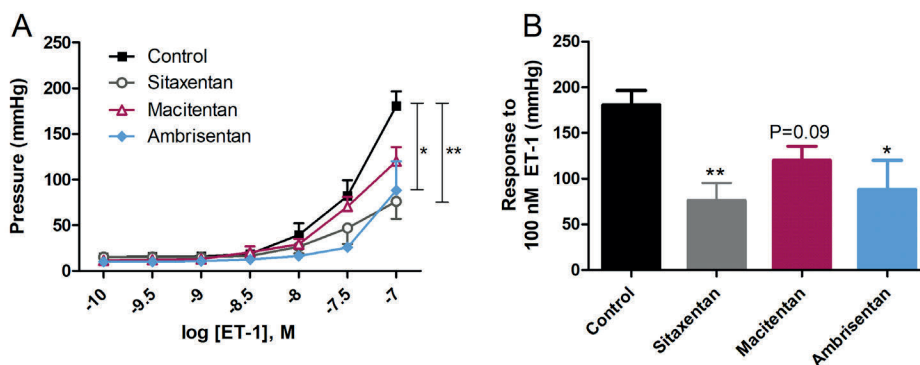 A
Pressure (mmHg)
250
200
150
100
50
0
Control
Sitaxentan
Macitentan
Ambrisentan
*
**
-10
-9.5
-9
-8.5
-8
-7.5
-7
log [ET-1], M
B
Response to
100 nM ET-1 (mmHg)
250
200
150
100
50
0
**
P=0.09
*
Control
Sitaxentan
Macitentan
Ambrisentan